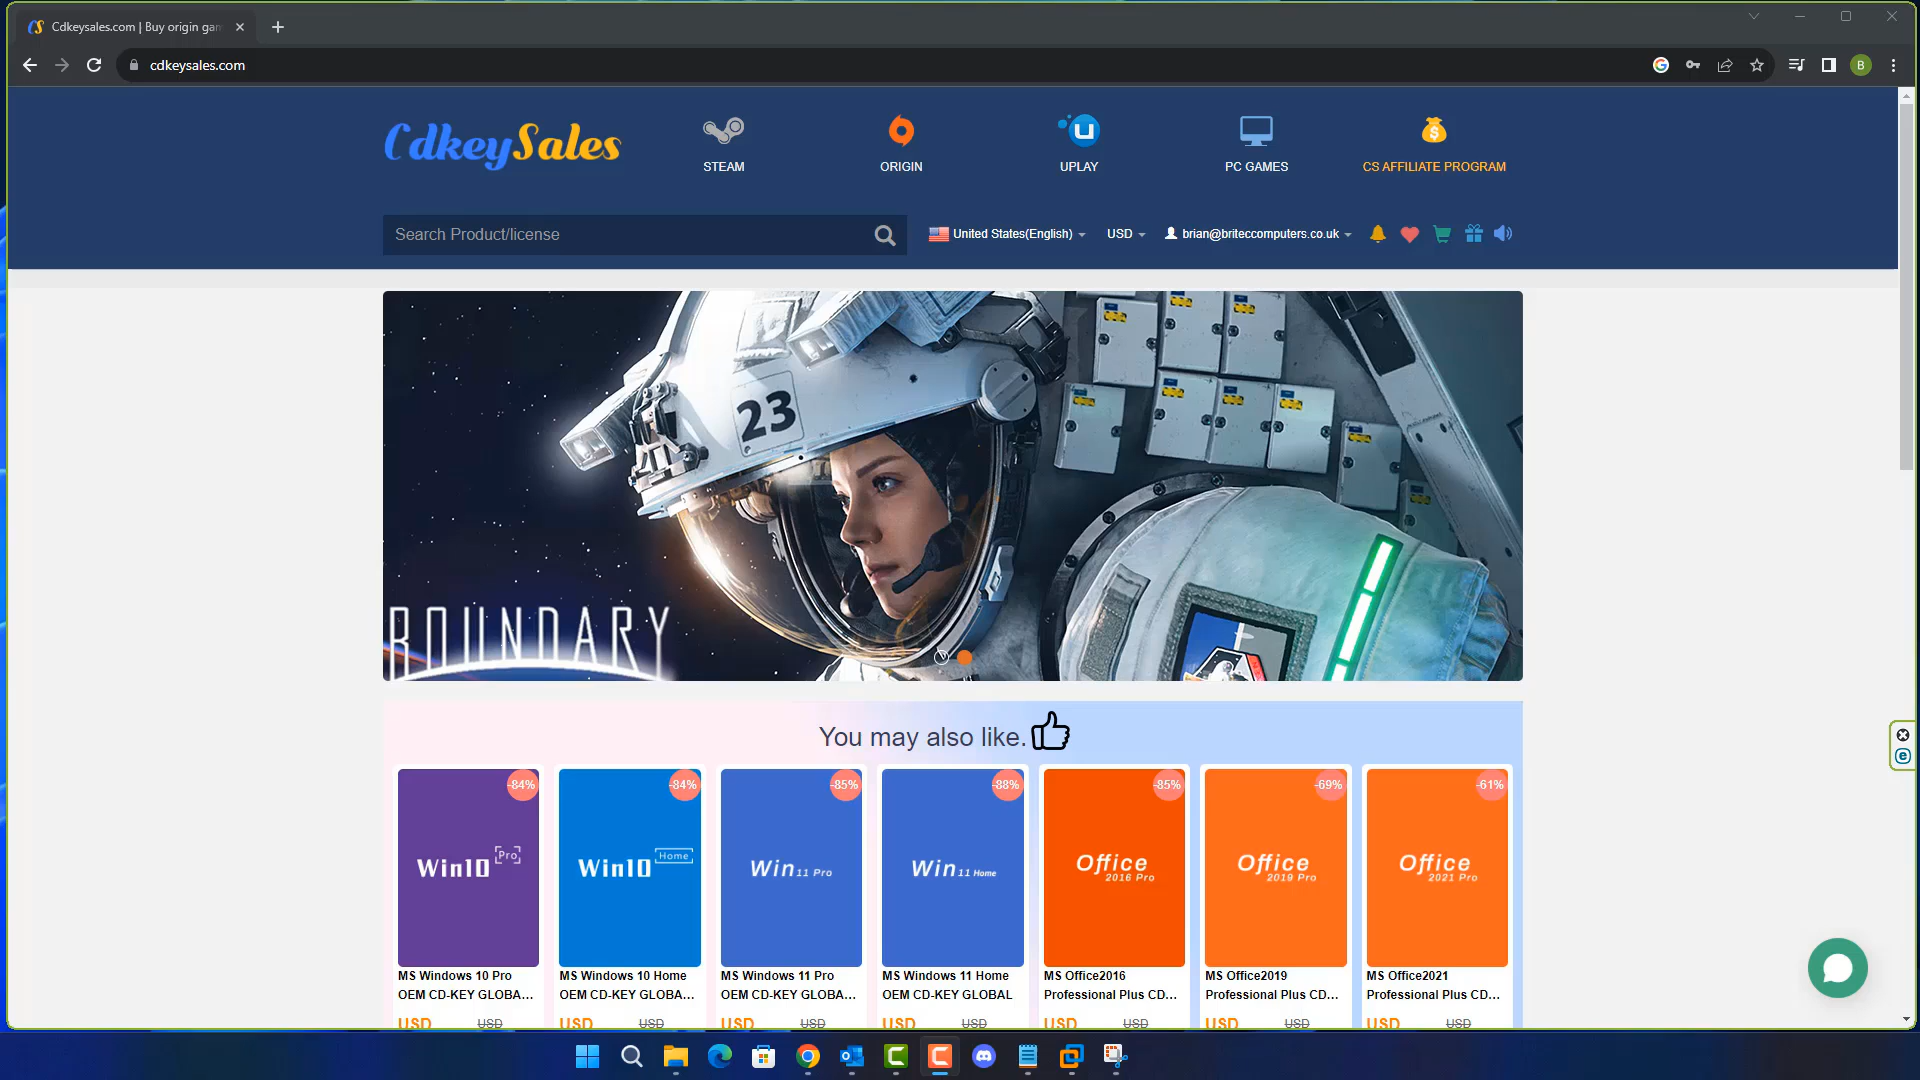 Cdkeysales.com | Buy origin gam
cdkeysales.com
B
CdkeySales
STEAM
ORIGIN
UPLAY
PC GAMES
CS AFFILIATE PROGRAM
Search Product/license
United States(English)
USD
brian@briteccomputers.co.uk
23
BOUNDARY
You may also like.
-84%
-84%
-85%
-88%
-85%
-69%
-61%
Win10 Pro
Win10 Home
Win 11 Pro
Win 11 Home
Office 2016 Pro
Office 2019 Pro
Office 2021 Pro
MS Windows 10 Pro
OEM CD-KEY GLOBA...
MS Windows 10 Home
OEM CD-KEY GLOBA...
MS Windows 11 Pro
OEM CD-KEY GLOBA...
MS Windows 11 Home
OEM CD-KEY GLOBAL
MS Office2016
Professional Plus CD...
MS Office2019
Professional Plus CD...
MS Office2021
Professional Plus CD...
USD USD
USD USD
USD USD
USD USD
USD USD
USD USD
USD USD